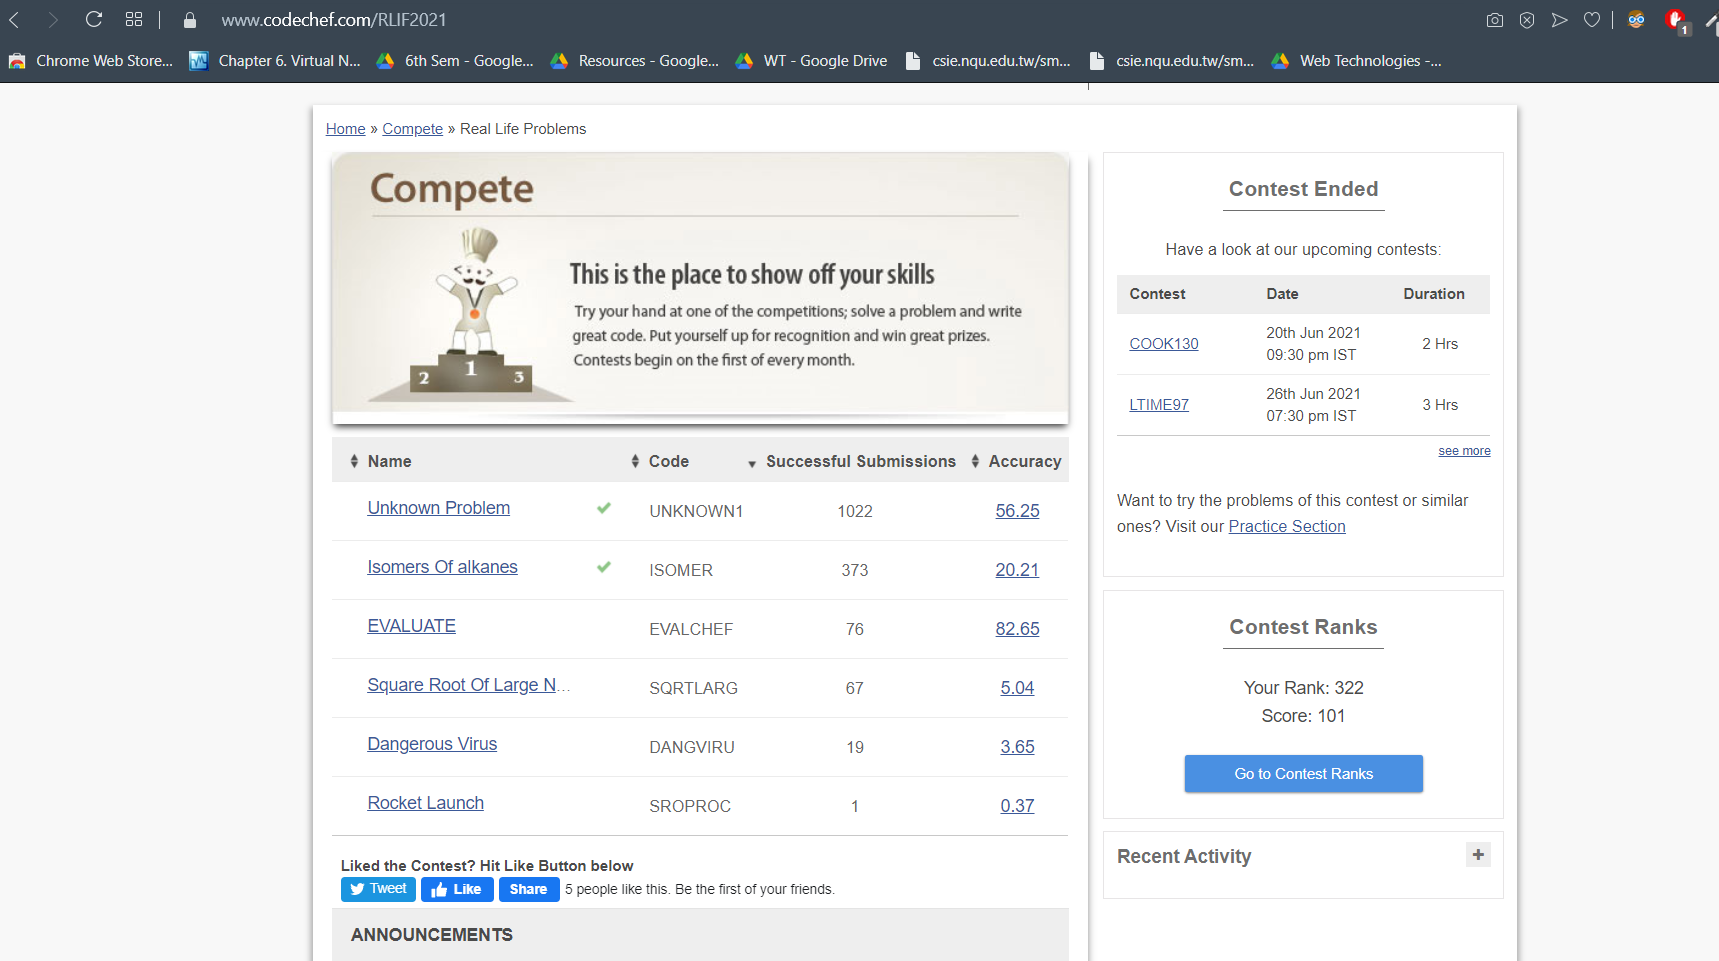 www.codechef.com/RLIF2021
1
Chrome Web Store...
Chapter 6. Virtual N...
6th Sem - Google...
Resources - Google...
WT - Google Drive
csie.nqu.edu.tw/sm...
csie.nqu.edu.tw/sm...
Web Technologies -...
Home » Compete » Real Life Problems
Compete
This is the place to show off your skills
Try your hand at one of the competitions; solve a problem and write
great code. Put yourself up for recognition and win great prizes.
Contests begin on the first of every month.
2 1 3
Name Code Successful Submissions Accuracy
Unknown Problem UNKNOWN1 1022 56.25
Isomers Of alkanes ISOMER 373 20.21
EVALUATE EVALCHEF 76 82.65
Square Root Of Large N... SQRTLARG 67 5.04
Dangerous Virus DANGVIRU 19 3.65
Rocket Launch SROPROC 1 0.37
Liked the Contest? Hit Like Button below
Tweet Like Share 5 people like this. Be the first of your friends.
ANNOUNCEMENTS
Contest Ended
Have a look at our upcoming contests:
Contest Date Duration
COOK130 20th Jun 2021 2 Hrs
09:30 pm IST
LTIME97 26th Jun 2021 3 Hrs
07:30 pm IST
see more
Want to try the problems of this contest or similar
ones? Visit our Practice Section
Contest Ranks
Your Rank: 322
Score: 101
Go to Contest Ranks
Recent Activity +